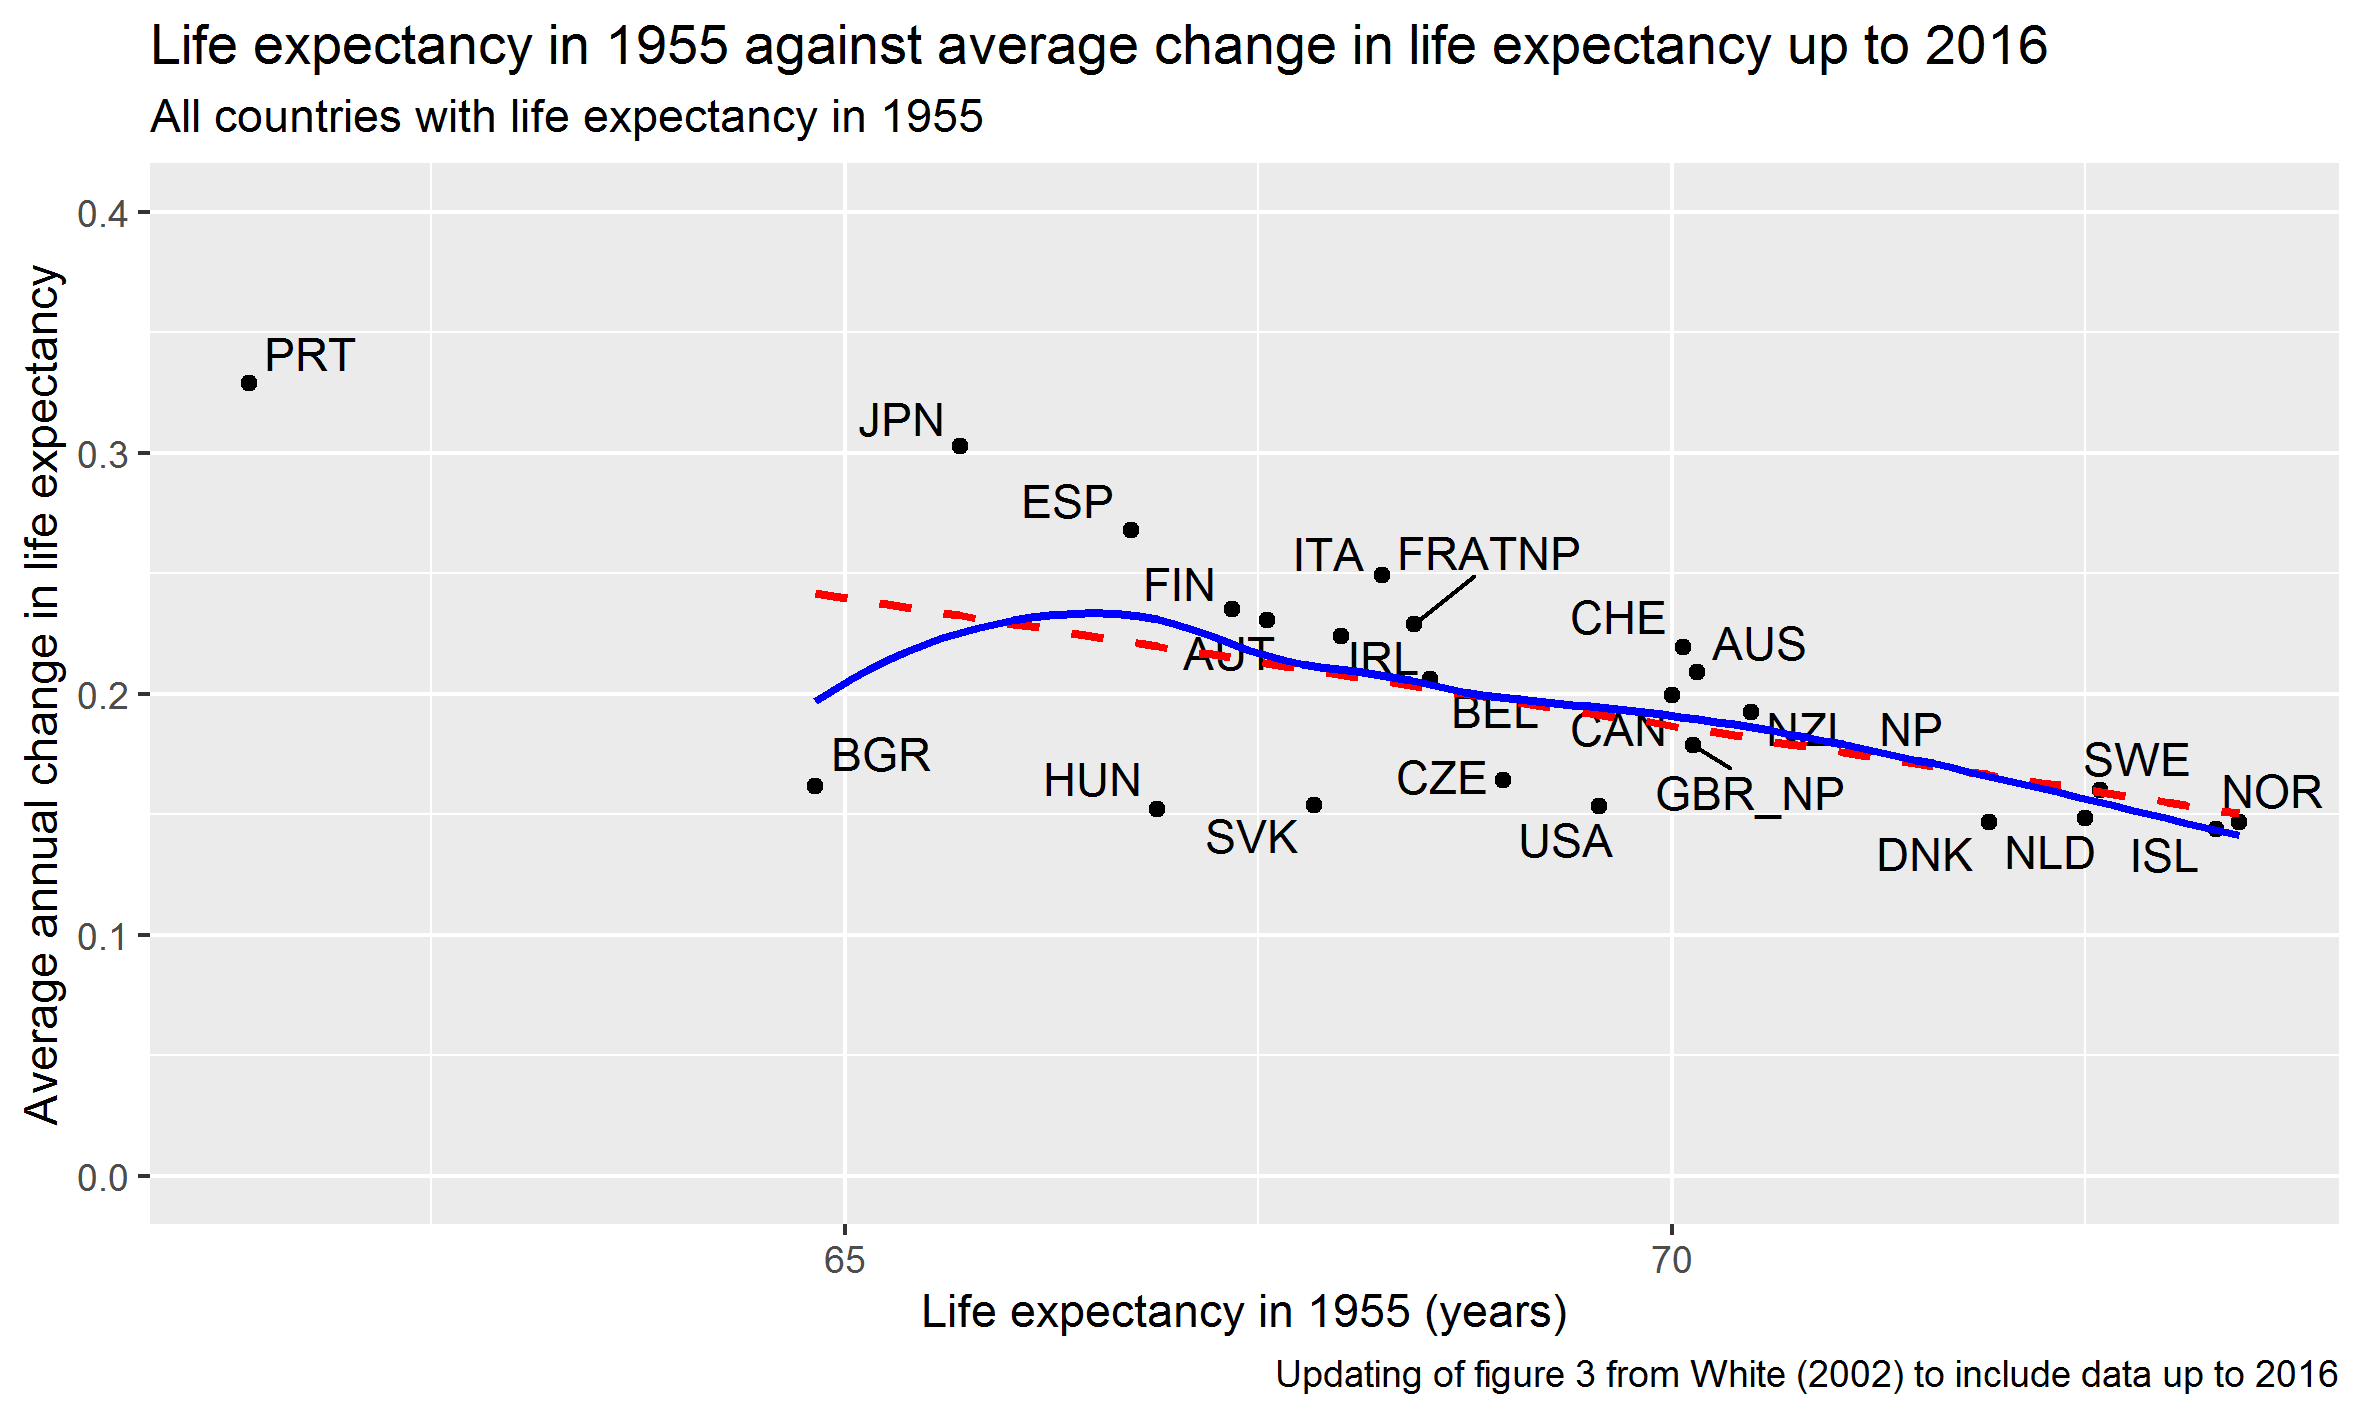 Life expectancy in 1955 against average change in life expectancy up to 2016
All countries with life expectancy in 1955
Average annual change in life expectancy
0.4
0.3
0.2
0.1
0.0
PRT
JPN
ESP
ITA
FRATNP
FIN
CHE
AUS
AUT
IRL
BEL
CAN
NZL_NP
BGR
HUN
CZE
SWE
GBR_NP
NOR
SVK
USA
DNK
NLD
ISL
65
70
Life expectancy in 1955 (years)
Updating of figure 3 from White (2002) to include data up to 2016